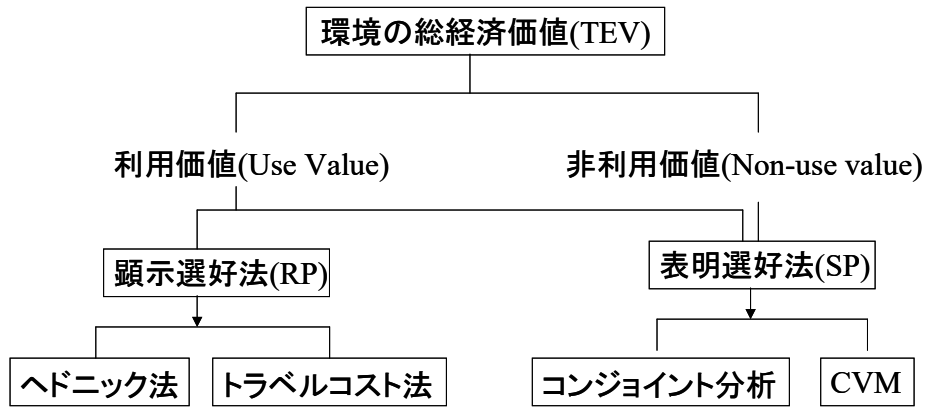 環境の総経済価値(TEV)
利用価値(Use Value)
非利用価値(Non-use value)
顕示選好法(RP)
表明選好法(SP)
ヘドニック法
トラベルコスト法
コンジョイント分析
CVM